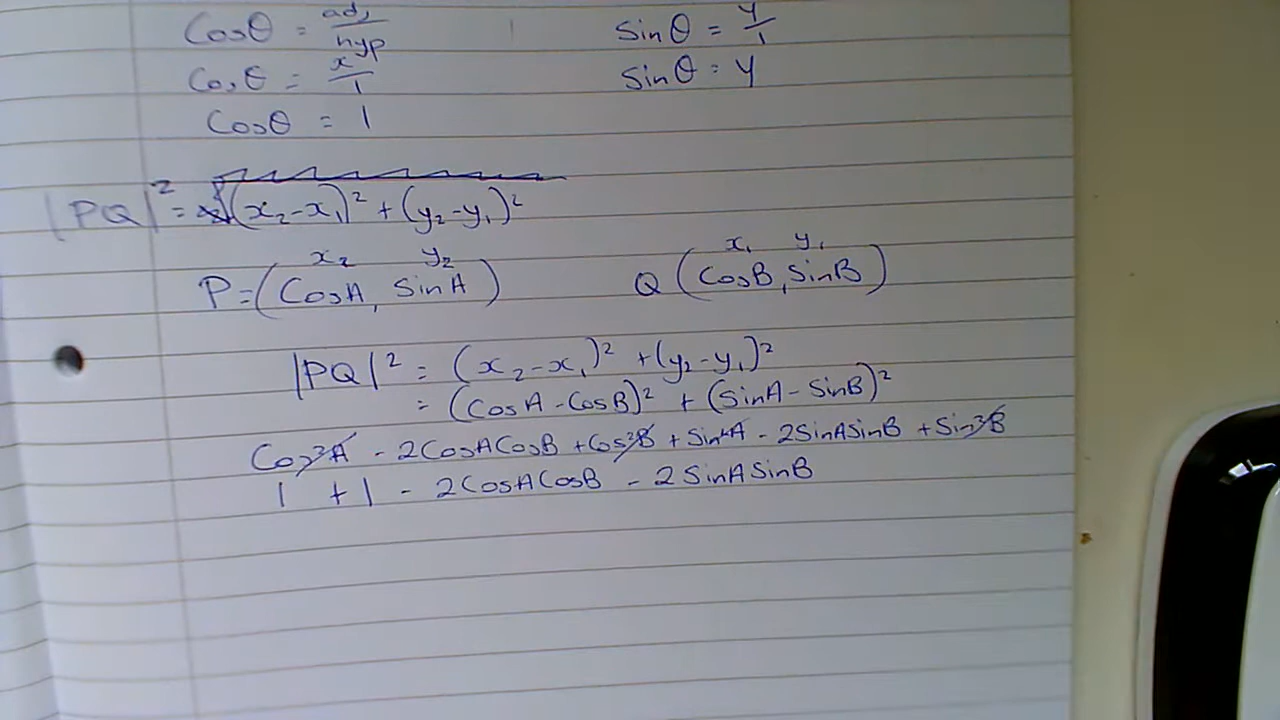 Cosθ = adj/hyp
Sinθ = y/1
Cosθ = x/1
Sinθ = y
Cosθ = 1
|PQ|² = √(x₂-x₁)² + (y₂-y₁)²
x₂ y₂
x₁ y₁
P = (CosA, SinA)
Q (CosB, SinB)
|PQ|² = (x₂-x₁)² + (y₂-y₁)²
= (CosA - CosB)² + (SinA - SinB)²
Cos²A - 2CosACosB + Cos²B + Sin²A - 2SinASinB + Sin²B
1 + 1 - 2CosACosB - 2SinASinB